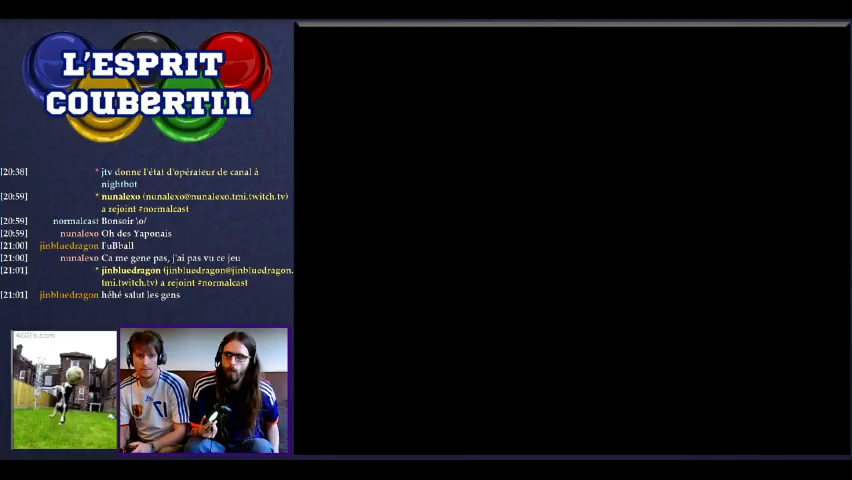 L'ESPRIT
COUBERTIN
[20:38] * jtv donne l'état d'opérateur de canal à
nightbot
[20:59] * nunalexo (nunalexo@nunalexo.tmi.twitch.tv)
a rejoint #normalcast
[20:59] normalcast Bonsoir \o/
[20:59] nunalexo Oh des Yaponais
[21:00] jinbluedragon FuBball
[21:00] nunalexo Ca me gene pas, j'ai pas vu ce jeu
[21:01] * jinbluedragon (jinbluedragon@jinbluedragon.
tmi.twitch.tv) a rejoint #normalcast
[21:01] jinbluedragon héhé salut les gens
4GIFs.com